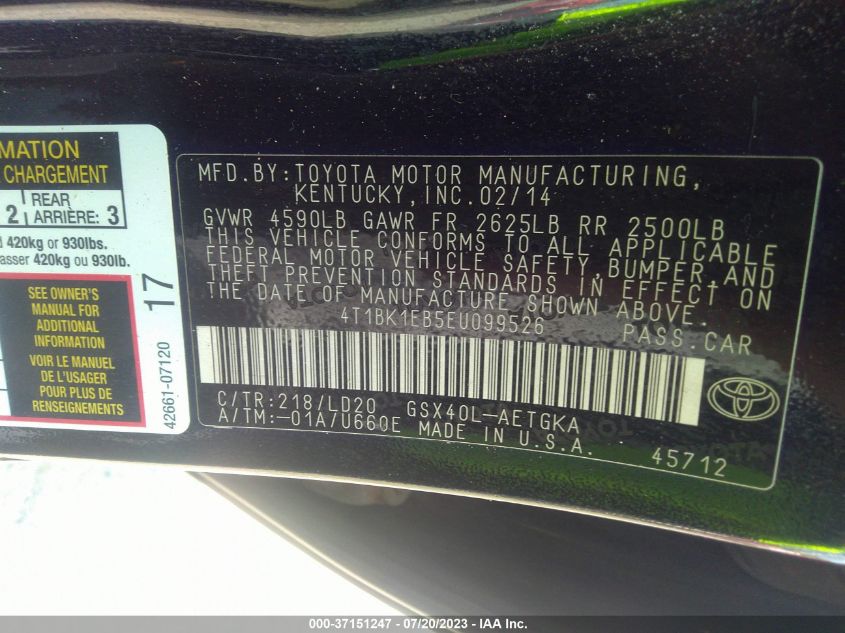 MATION
CHARGEMENT
2 REAR
ARRIÈRE: 3
420kg or 930lbs.
asser 420kg ou 930lb.
SEE OWNER'S
MANUAL FOR
ADDITIONAL
INFORMATION
VOIR LE MANUEL
DE L'USAGER
POUR PLUS DE
RENSEIGNEMENTS
42661-07120 17
MFD.BY:TOYOTA MOTOR MANUFACTURING,
KENTUCKY,INC.02/14
GVWR 4590LB GAWR FR 2625LB RR 2500LB
THIS VEHICLE CONFORMS TO ALL APPLICABLE
FEDERAL MOTOR VEHICLE SAFETY,BUMPER,AND
THEFT PREVENTION STANDARDS IN EFFECT ON
THE DATE OF MANUFACTURE SHOWN ABOVE.
4T1BK1EB5EU099526 PASS.CAR
C/TR:218/LD20 GSX40L-AETGKA
A/TM:-01A/U660E MADE IN U.S.A.
45712
000-37151247 - 07/20/2023 - IAA Inc.